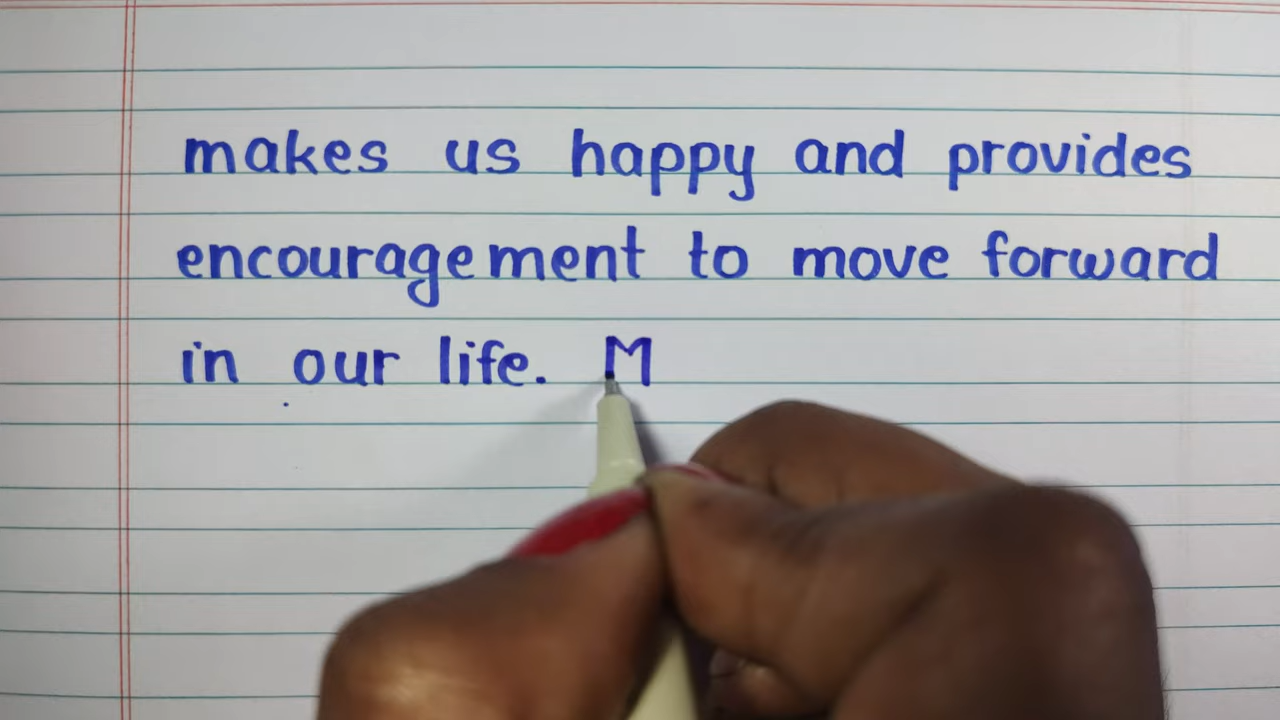 makes us happy and provides
encouragement to move forward
in our life. M